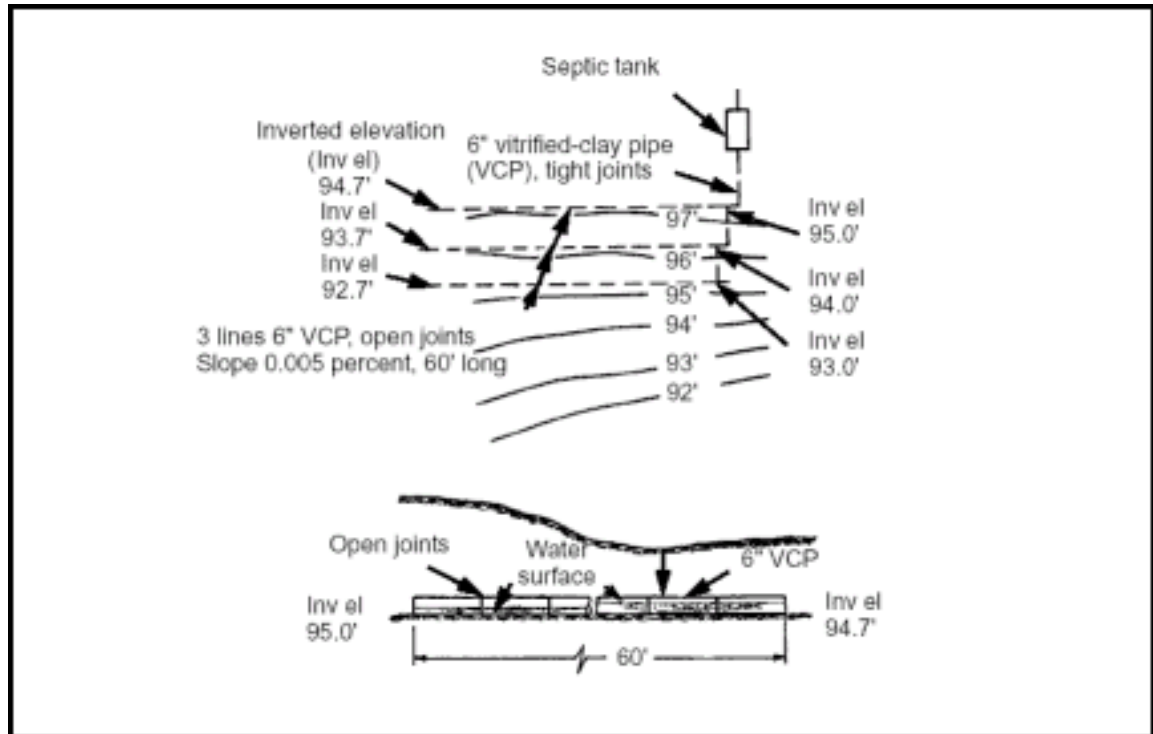 Septic tank
Inverted elevation
(Inv el)
94.7'
6" vitrified-clay pipe
(VCP), tight joints
Inv el
93.7'
Inv el
92.7'
97'
96'
95'
94'
93'
92'
Inv el
95.0'
Inv el
94.0'
Inv el
93.0'
3 lines 6" VCP, open joints
Slope 0.005 percent, 60' long
Open joints
Water
surface
6" VCP
Inv el
95.0'
Inv el
94.7'
60'